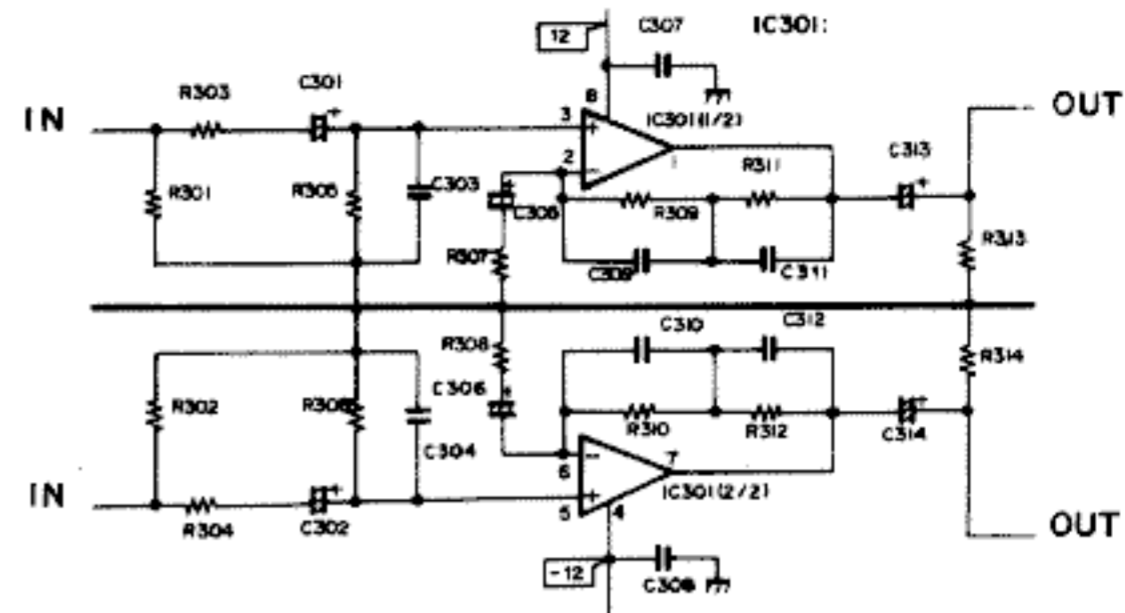 12
C307
IC301:
IN
R303
C301
8
3
IC301(1/2)
2
1
OUT
C313
R311
R301
R305
C303
C305
R309
R307
C309
C311
R313
C310
C312
R308
R302
C306
R310
R312
C314
R314
C304
6
7
IC301(2/2)
IN
R304
C302
5
4
OUT
-12
C308